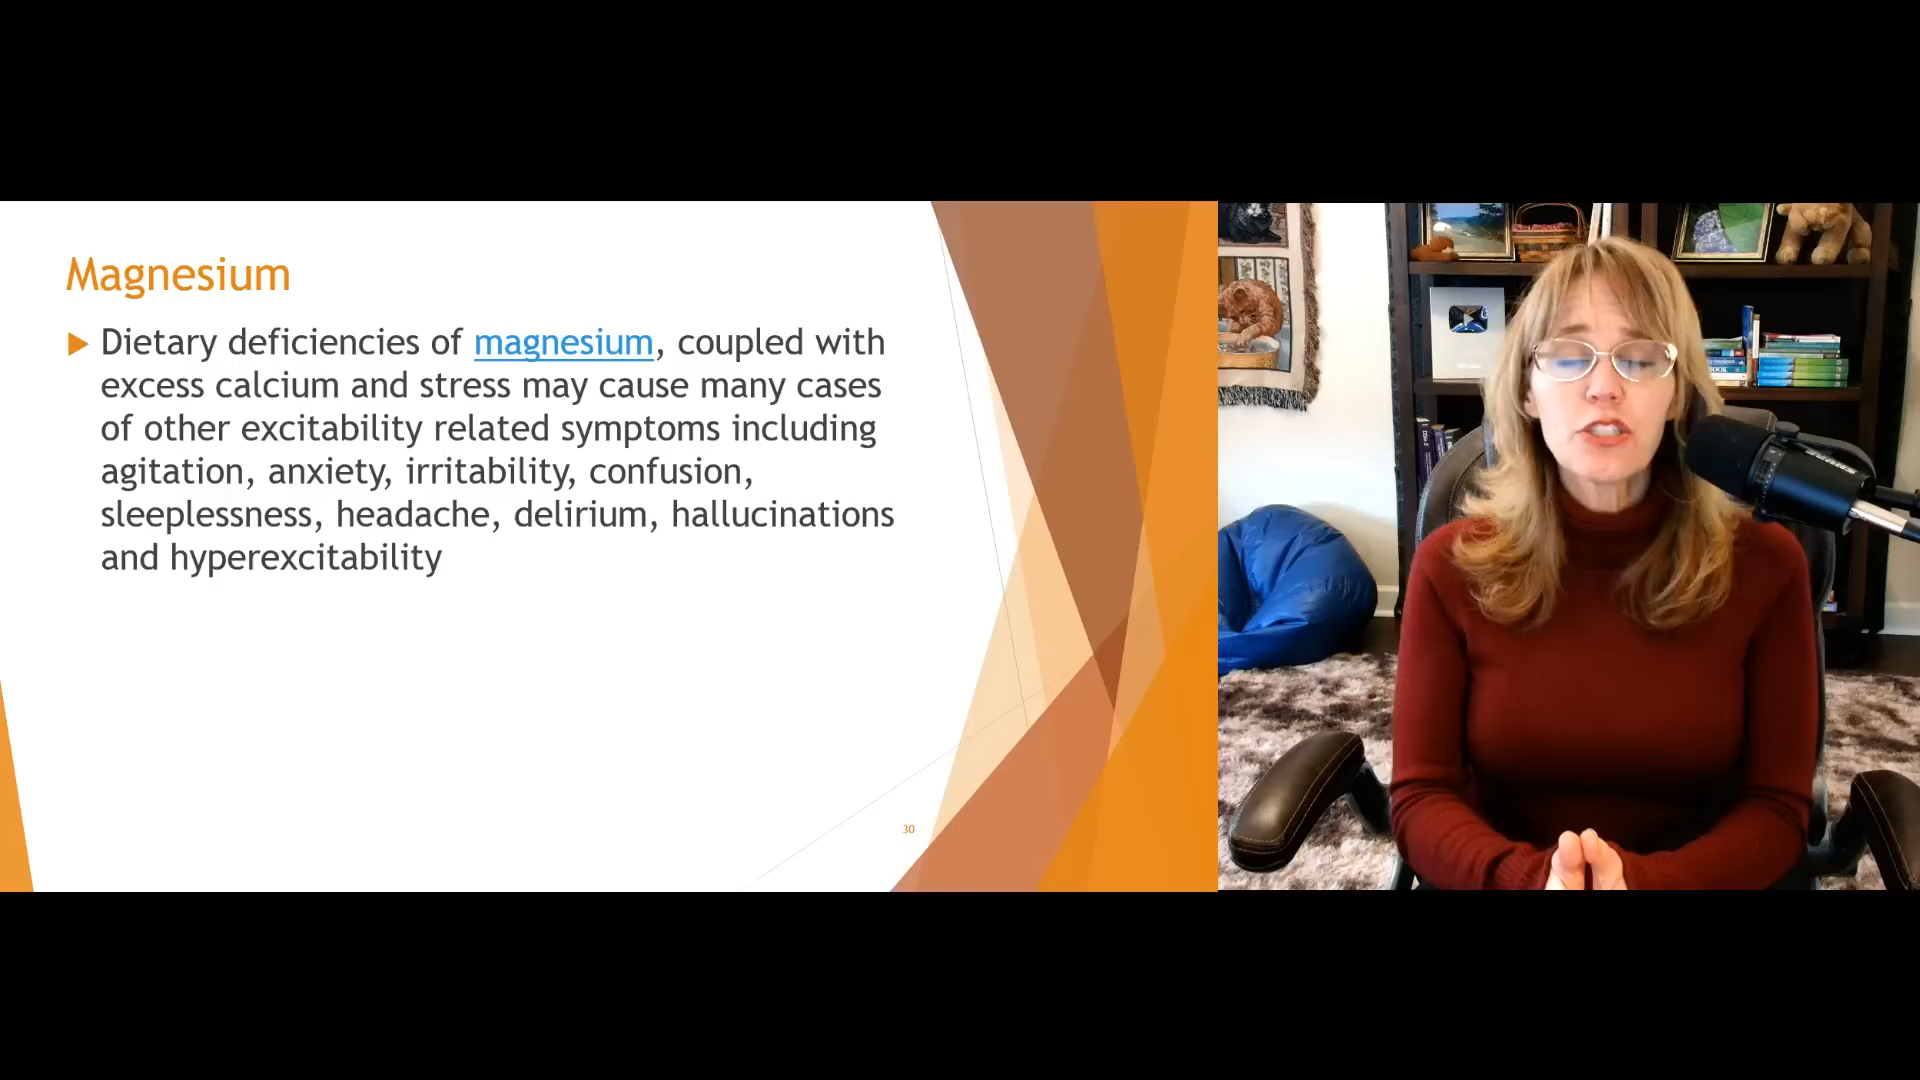 Magnesium
Dietary deficiencies of magnesium, coupled with
excess calcium and stress may cause many cases
of other excitability related symptoms including
agitation, anxiety, irritability, confusion,
sleeplessness, headache, delirium, hallucinations
and hyperexcitability
30
SHURE